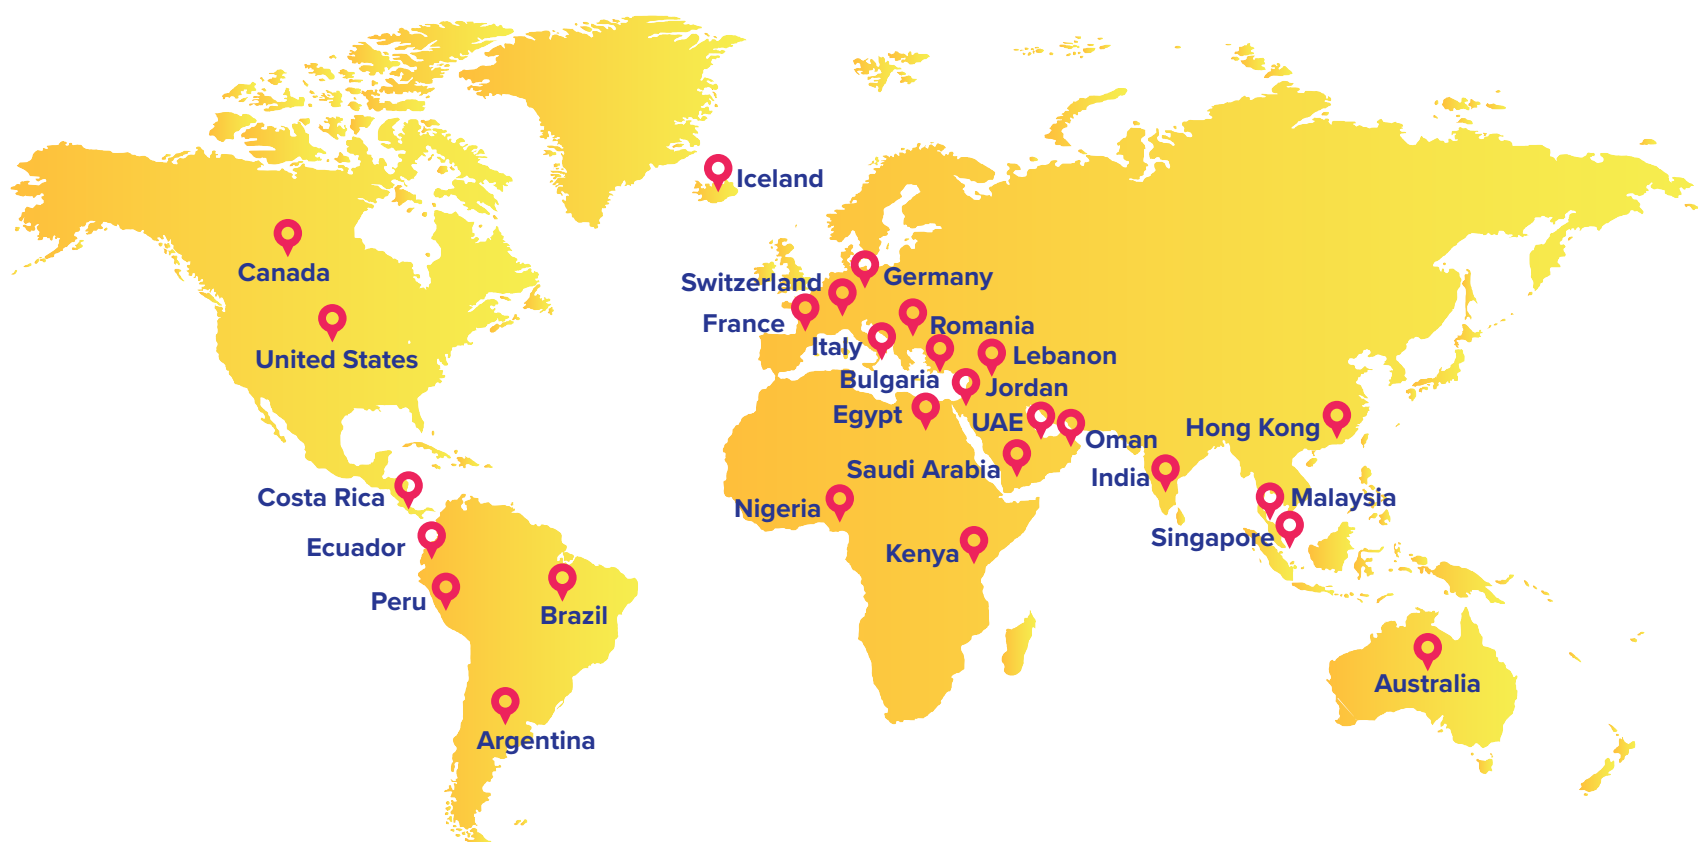 Iceland
Canada
Switzerland
Germany
France
Romania
Italy
United States
Lebanon
Bulgaria
Jordan
Egypt
UAE
Oman
Hong Kong
Saudi Arabia
India
Costa Rica
Malaysia
Nigeria
Singapore
Ecuador
Kenya
Peru
Brazil
Australia
Argentina